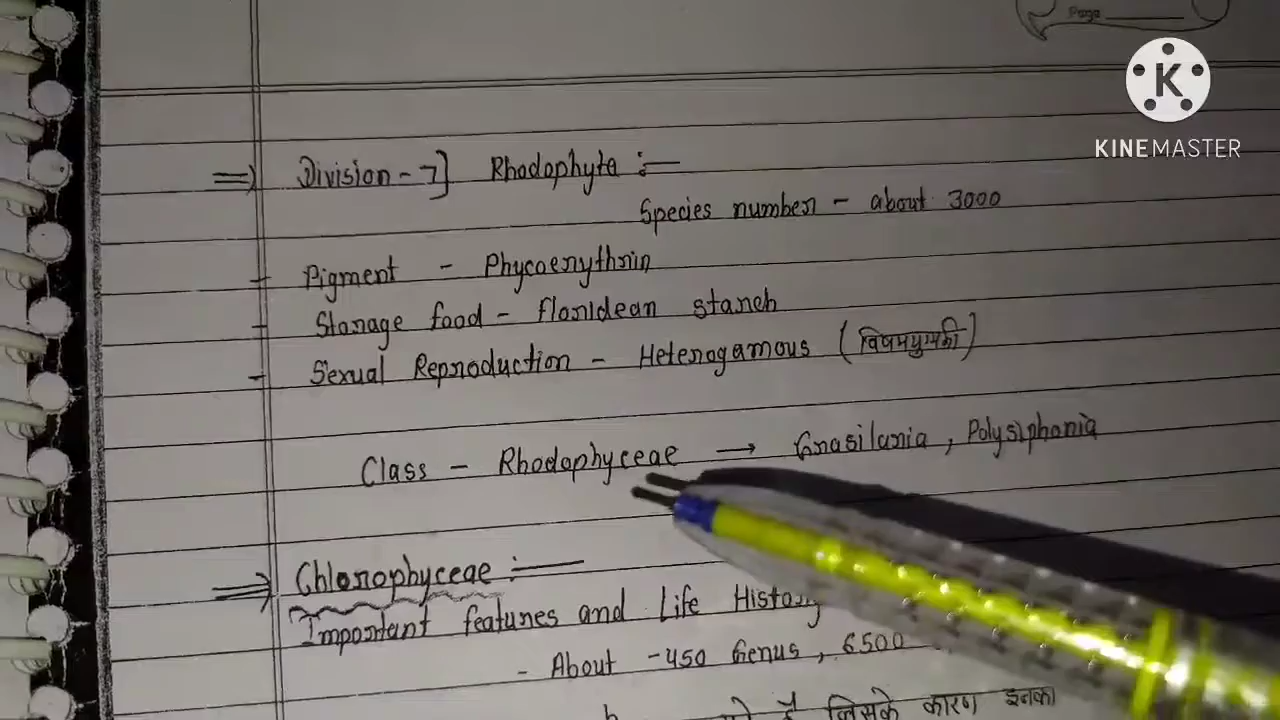 Page
K
KINEMASTER
⇒ Division - 7] Rhodophyta :—
Species number - about 3000
- Pigment - Phycoerythrin
- Storage food - floridean starch
- Sexual Reproduction - Heterogamous (विषमयुग्मकी)
Class - Rhodophyceae → Grasilaria, Polysiphonia
⇒ Chlorophyceae :—
Important features and Life History
- About -450 Genus, 6500
है जिसके कारण इनका